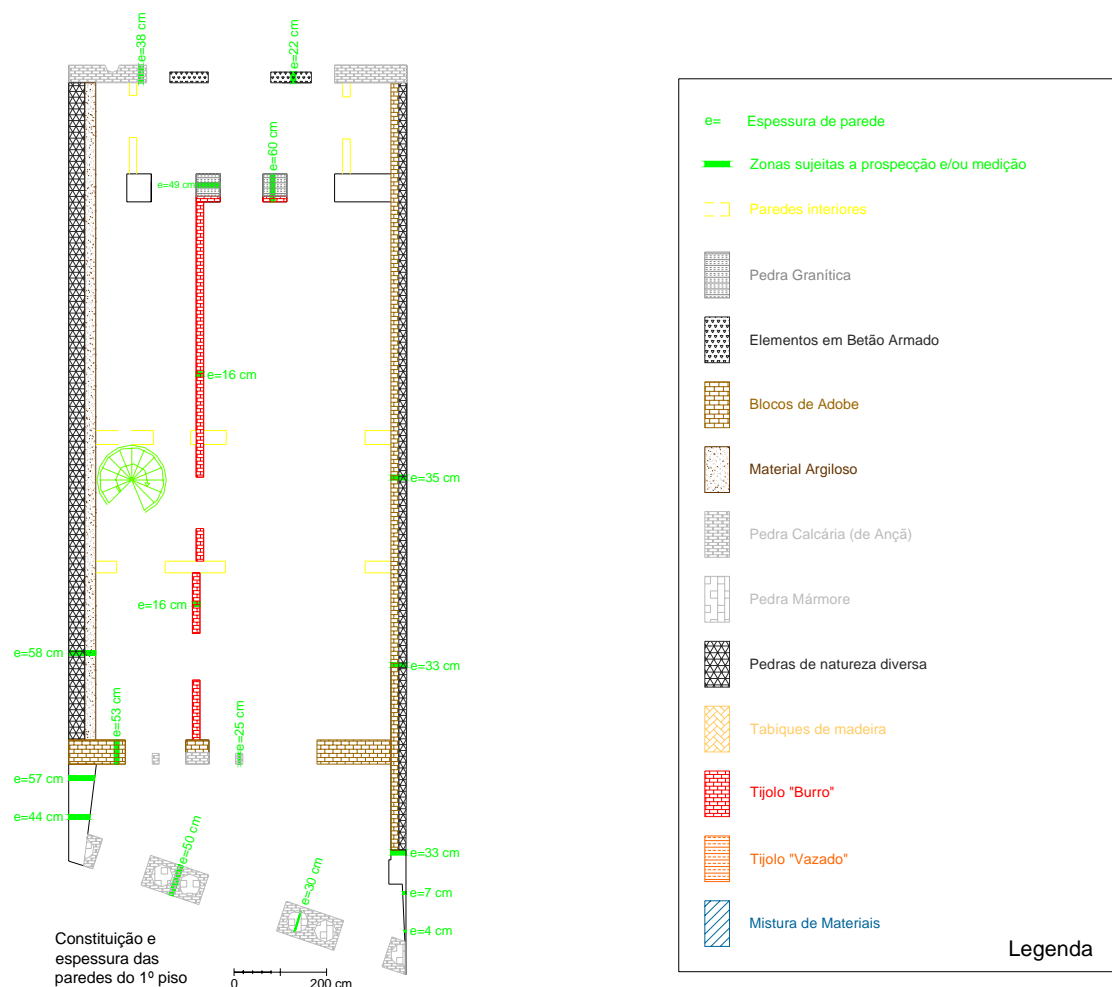 e=38 cm
e=22 cm
e=60 cm
e=49 cm
e=16 cm
e=35 cm
e=16 cm
e=58 cm
e=33 cm
e=53 cm
e=25 cm
e=57 cm
e=44 cm
e=50 cm
e=33 cm
e=30 cm
e=7 cm
e=4 cm
Constituição e
espessura das
paredes do 1º piso
0 200 cm
e= Espessura de parede
Zonas sujeitas a prospecção e/ou medição
Paredes interiores
Pedra Granítica
Elementos em Betão Armado
Blocos de Adobe
Material Argiloso
Pedra Calcária (de Ançã)
Pedra Mármore
Pedras de natureza diversa
Tabiques de madeira
Tijolo "Burro"
Tijolo "Vazado"
Mistura de Materiais
Legenda